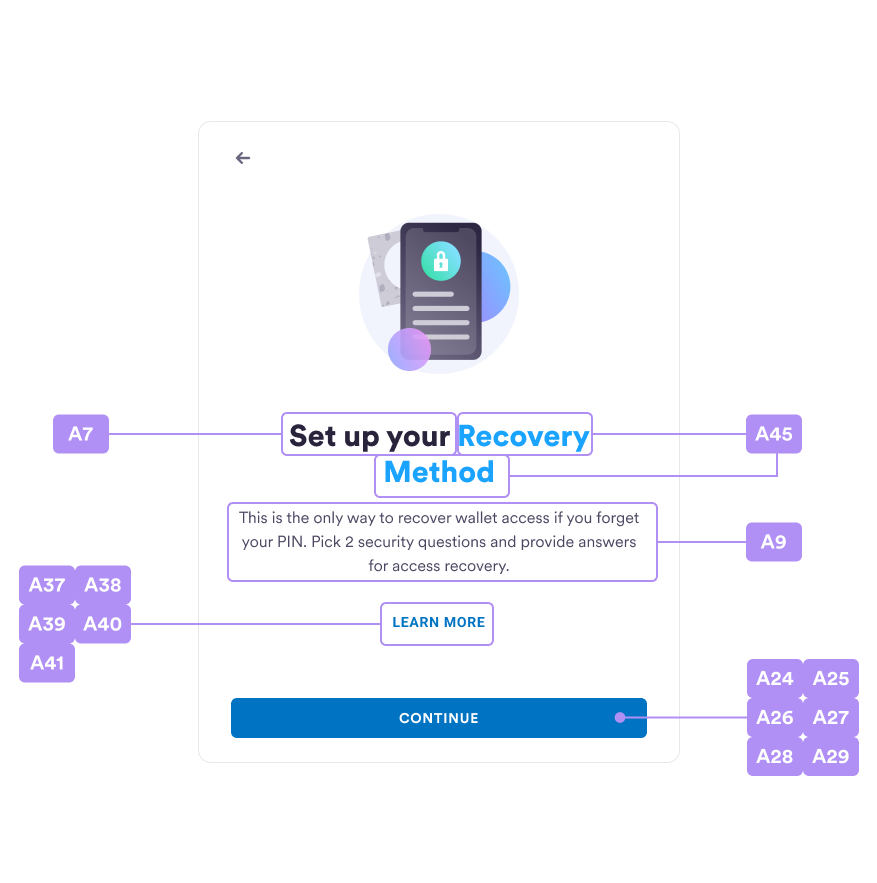 A7
Set up your Recovery
A45
Method
This is the only way to recover wallet access if you forget
your PIN. Pick 2 security questions and provide answers
for access recovery.
A9
A37 A38
A39 A40
A41
LEARN MORE
CONTINUE
A24 A25
A26 A27
A28 A29